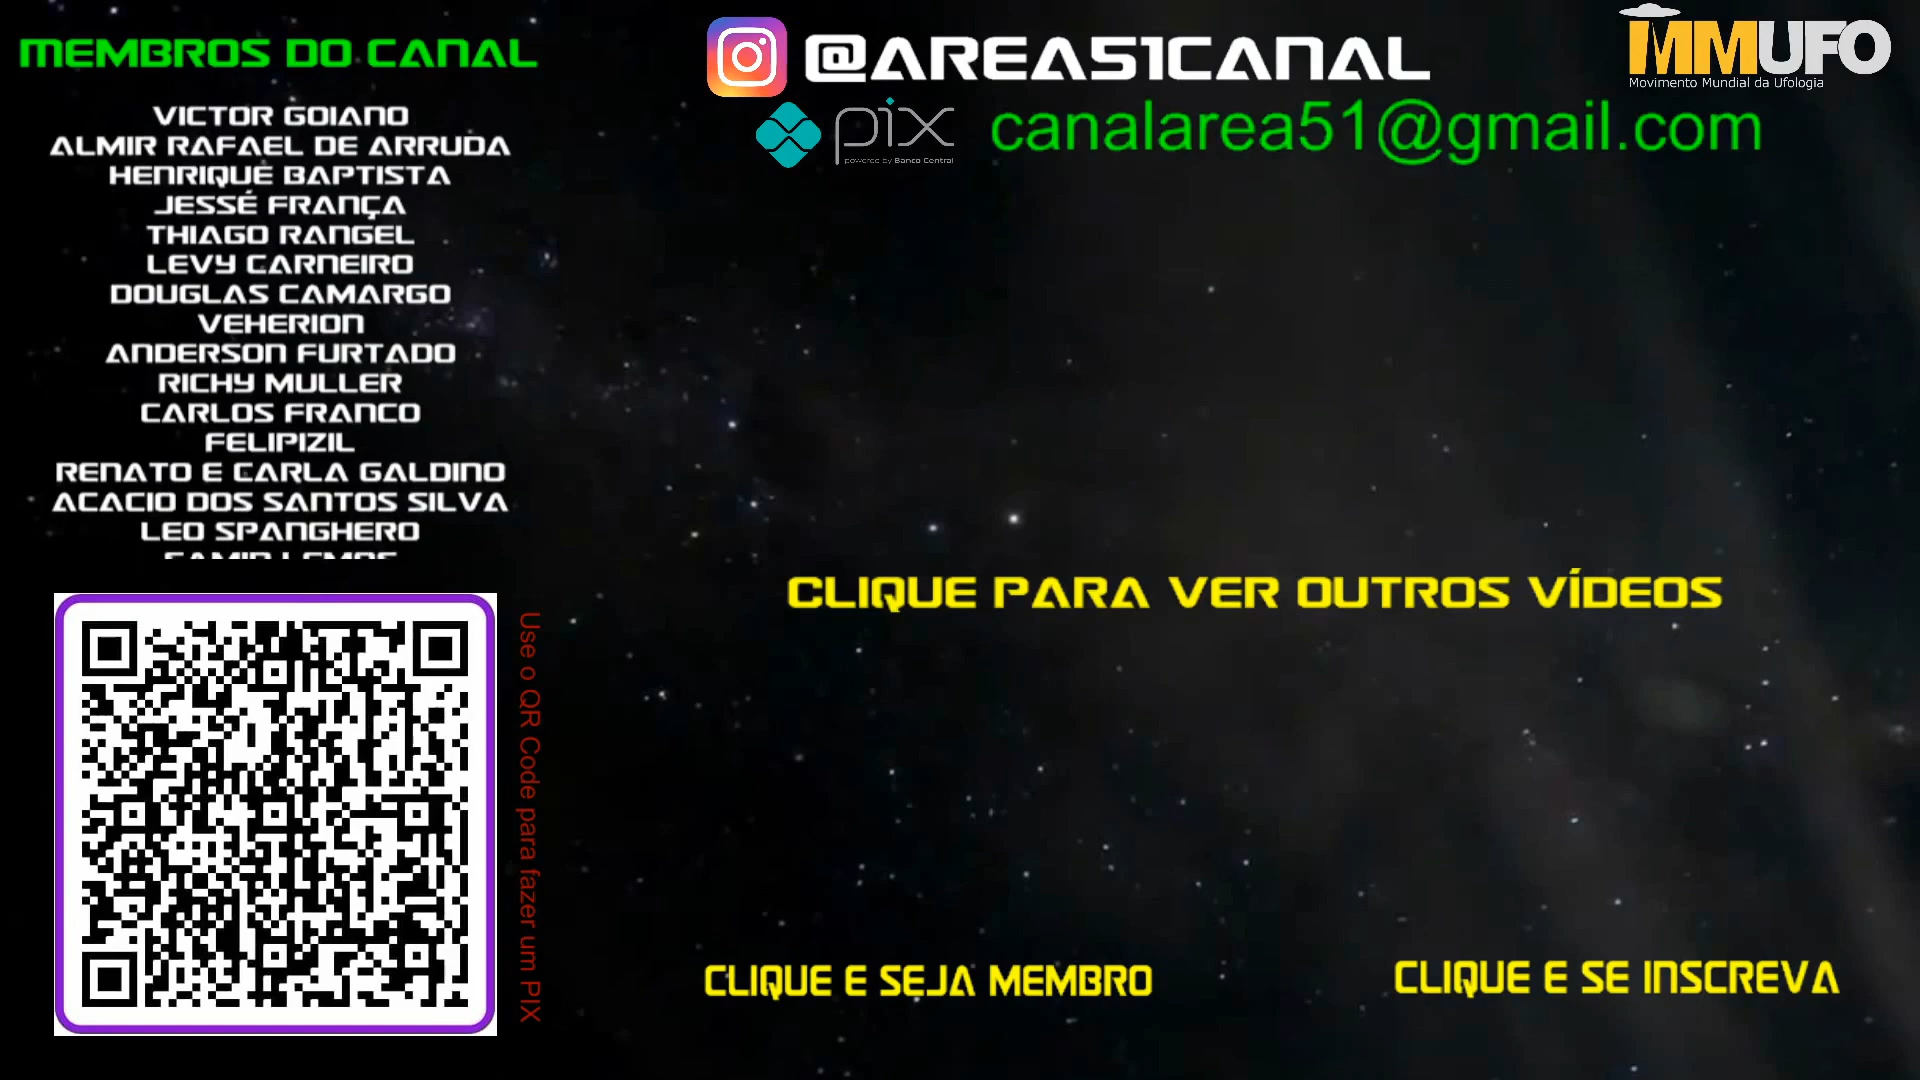 MEMBROS DO CANAL
VICTOR GOIANO
ALMIR RAFAEL DE ARRUDA
HENRIQUE BAPTISTA
JESSÉ FRANÇA
THIAGO RANGEL
LEVY CARNEIRO
DOUGLAS CAMARGO
VEHERION
ANDERSON FURTADO
RICHY MULLER
CARLOS FRANCO
FELIPIZIL
RENATO E CARLA GALDINO
ACACIO DOS SANTOS SILVA
LEO SPANGHERO
Use o QR Code para fazer um PIX
@AREA51CANAL
pix
powered by Banco Central
canalarea51@gmail.com
MMUFO
Movimento Mundial da Ufologia
CLIQUE PARA VER OUTROS VÍDEOS
CLIQUE E SEJA MEMBRO
CLIQUE E SE INSCREVA